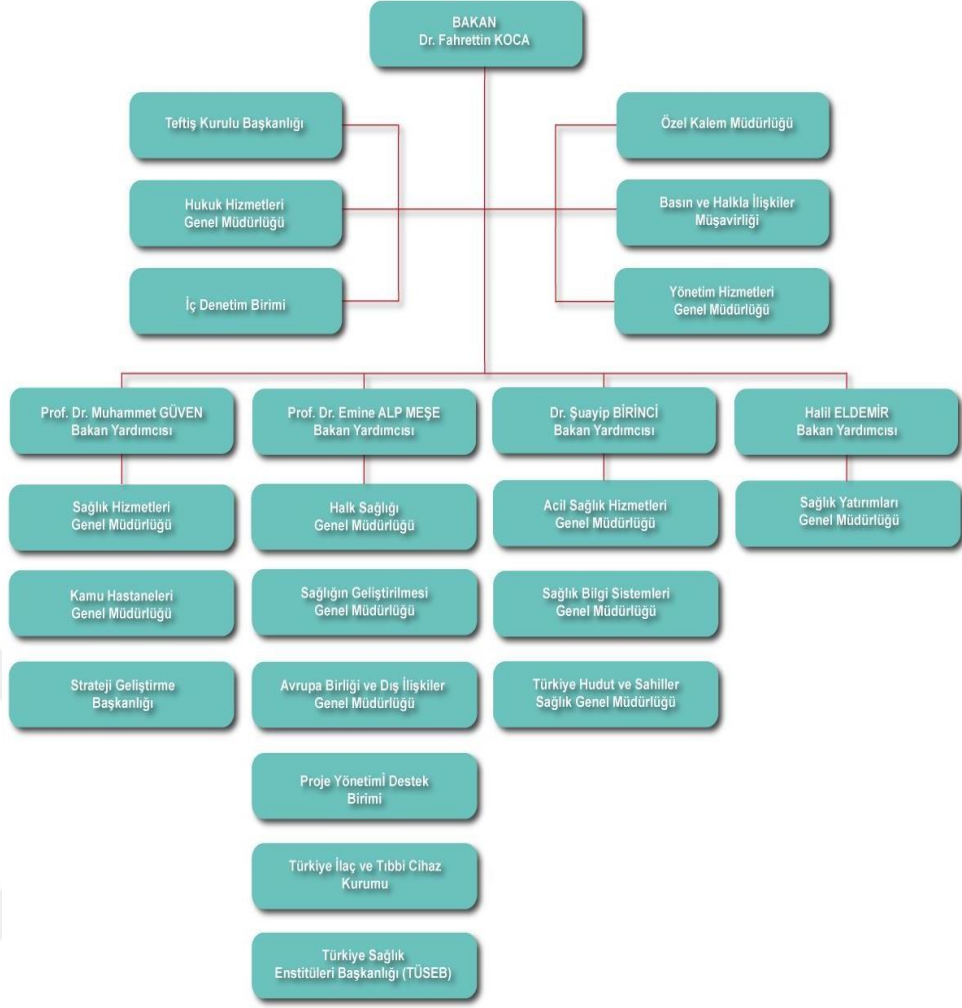 BAKAN
Dr. Fahrettin KOCA
Teftiş Kurulu Başkanlığı
Özel Kalem Müdürlüğü
Hukuk Hizmetleri
Genel Müdürlüğü
Basın ve Halkla İlişkiler
Müşavirliği
İç Denetim Birimi
Yönetim Hizmetleri
Genel Müdürlüğü
Prof. Dr. Muhammet GÜVEN
Bakan Yardımcısı
Prof. Dr. Emine ALP MEŞE
Bakan Yardımcısı
Dr. Şuayip BİRİNCİ
Bakan Yardımcısı
Halil ELDEMİR
Bakan Yardımcısı
Sağlık Hizmetleri
Genel Müdürlüğü
Halk Sağlığı
Genel Müdürlüğü
Acil Sağlık Hizmetleri
Genel Müdürlüğü
Sağlık Yatırımları
Genel Müdürlüğü
Kamu Hastaneleri
Genel Müdürlüğü
Sağlığın Geliştirilmesi
Genel Müdürlüğü
Sağlık Bilgi Sistemleri
Genel Müdürlüğü
Strateji Geliştirme
Başkanlığı
Avrupa Birliği ve Dış İlişkiler
Genel Müdürlüğü
Türkiye Hudut ve Sahiller
Sağlık Genel Müdürlüğü
Proje Yönetimİ Destek
Birimi
Türkiye İlaç ve Tıbbi Cihaz
Kurumu
Türkiye Sağlık
Enstitüleri Başkanlığı (TÜSEB)